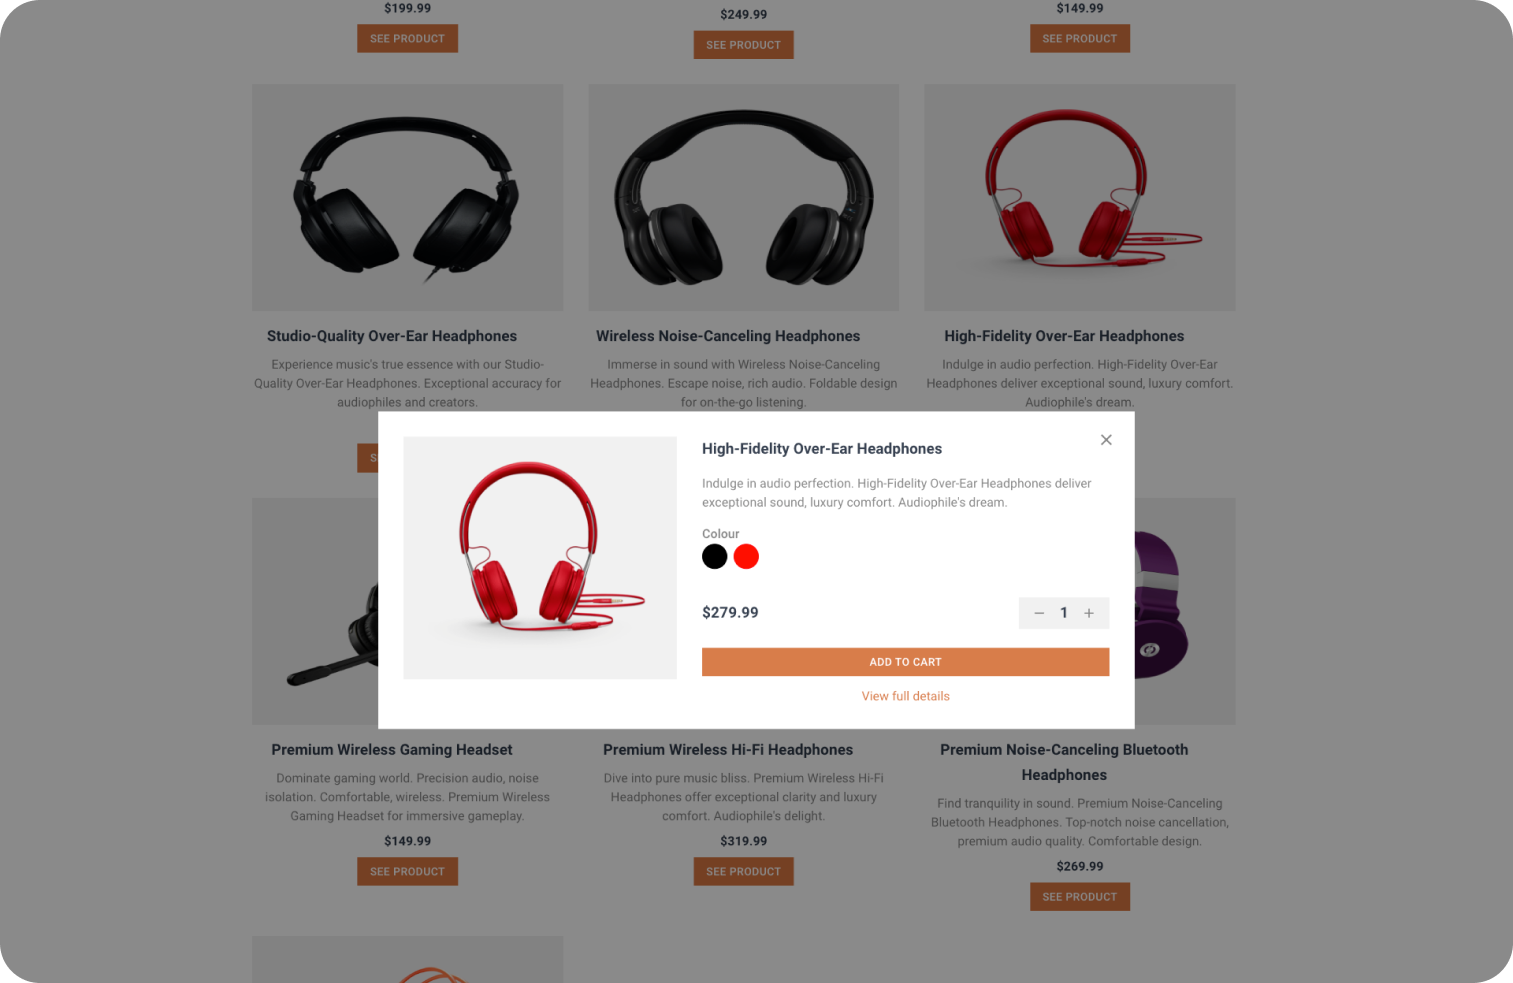 $199.99
$249.99
$149.99
SEE PRODUCT
SEE PRODUCT
SEE PRODUCT
Studio-Quality Over-Ear Headphones
Experience music's true essence with our Studio-
Quality Over-Ear Headphones. Exceptional accuracy for
audiophiles and creators.
Wireless Noise-Canceling Headphones
Immerse in sound with Wireless Noise-Canceling
Headphones. Escape noise, rich audio. Foldable design
for on-the-go listening.
High-Fidelity Over-Ear Headphones
Indulge in audio perfection. High-Fidelity Over-Ear
Headphones deliver exceptional sound, luxury comfort.
Audiophile's dream.
High-Fidelity Over-Ear Headphones
Indulge in audio perfection. High-Fidelity Over-Ear Headphones deliver
exceptional sound, luxury comfort. Audiophile's dream.
Colour
$279.99
1
ADD TO CART
View full details
Premium Wireless Gaming Headset
Dominate gaming world. Precision audio, noise
isolation. Comfortable, wireless. Premium Wireless
Gaming Headset for immersive gameplay.
$149.99
SEE PRODUCT
Premium Wireless Hi-Fi Headphones
Dive into pure music bliss. Premium Wireless Hi-Fi
Headphones offer exceptional clarity and luxury
comfort. Audiophile's delight.
$319.99
SEE PRODUCT
Premium Noise-Canceling Bluetooth
Headphones
Find tranquility in sound. Premium Noise-Canceling
Bluetooth Headphones. Top-notch noise cancellation,
premium audio quality. Comfortable design.
$269.99
SEE PRODUCT